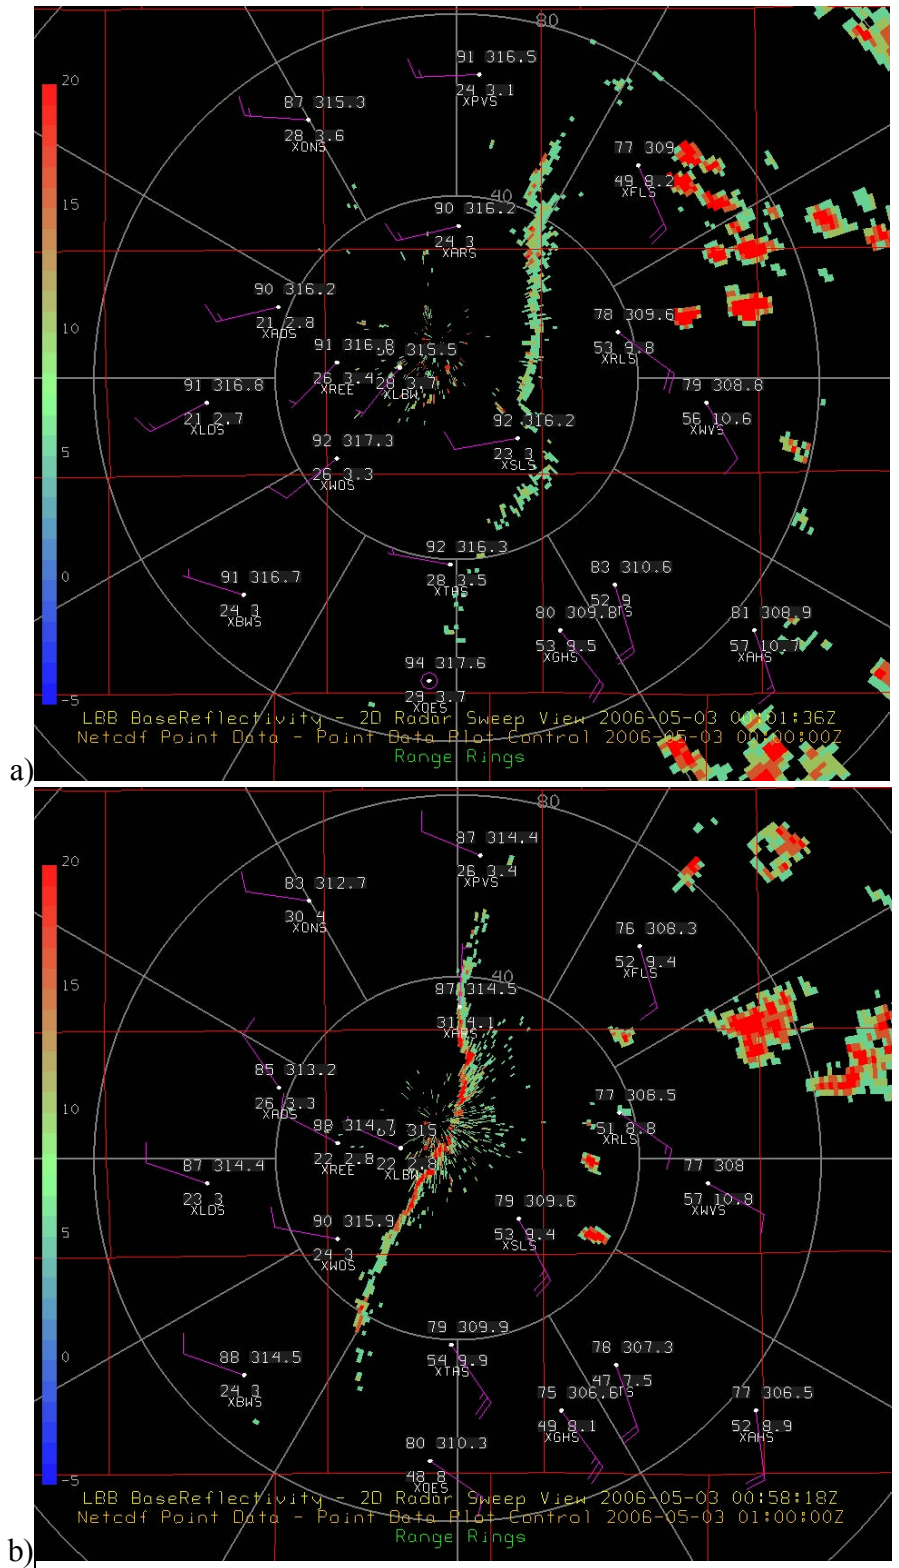 80
20
91 316.5
24 3.1
XPVS
87 315.3
28 3.6
XONS
77 309
49 8.2
XFLS
15
40
90 316.2
24 3
XARS
90 316.2
21 2.8
XADS
10
78 309.6
53 9.8
XRLS
91 316.8
26 3.4
XREE
315.5
28 3.7
XLBW
91 316.8
21 2.7
XLDS
79 308.8
56 10.6
XWVS
92 316.2
23 3
XSLS
5
92 317.3
26 3.3
XWOS
92 316.3
28 3.5
XTHS
0
91 316.7
24 3
XBWS
83 310.6
52 9
80 309.8
53 9.5
XGHS
81 308.9
57 10.7
XAHS
94 317.6
29 3.7
XOES
-5
LBB BaseReflectivity - 2D Radar Sweep View 2006-05-03 00:01:36Z
Netcdf Point Data - Point Data Plot Control 2006-05-03 00:00:00Z
Range Rings
a)
80
20
87 314.4
26 3.4
XPVS
83 312.7
30 4
XONS
76 308.3
52 9.4
XFLS
15
40
87 314.5
XARS
85 313.2
26 3.3
XADS
10
77 308.5
51 8.8
XRLS
88 314.7
22 2.8
XREE
315
22 2.8
XLBW
87 314.4
23 3
XLDS
77 308
57 10.8
XWVS
79 309.6
53 9.4
XSLS
5
90 315.9
24 3
XWOS
79 309.9
54 9.9
XTHS
0
88 314.5
24 3
XBWS
78 307.3
47 7.5
75 306.6
49 8.1
XGHS
77 306.5
52 8.9
XAHS
80 310.3
48 8
XOES
-5
LBB BaseReflectivity - 2D Radar Sweep View 2006-05-03 00:58:18Z
Netcdf Point Data - Point Data Plot Control 2006-05-03 01:00:00Z
Range Rings
b)